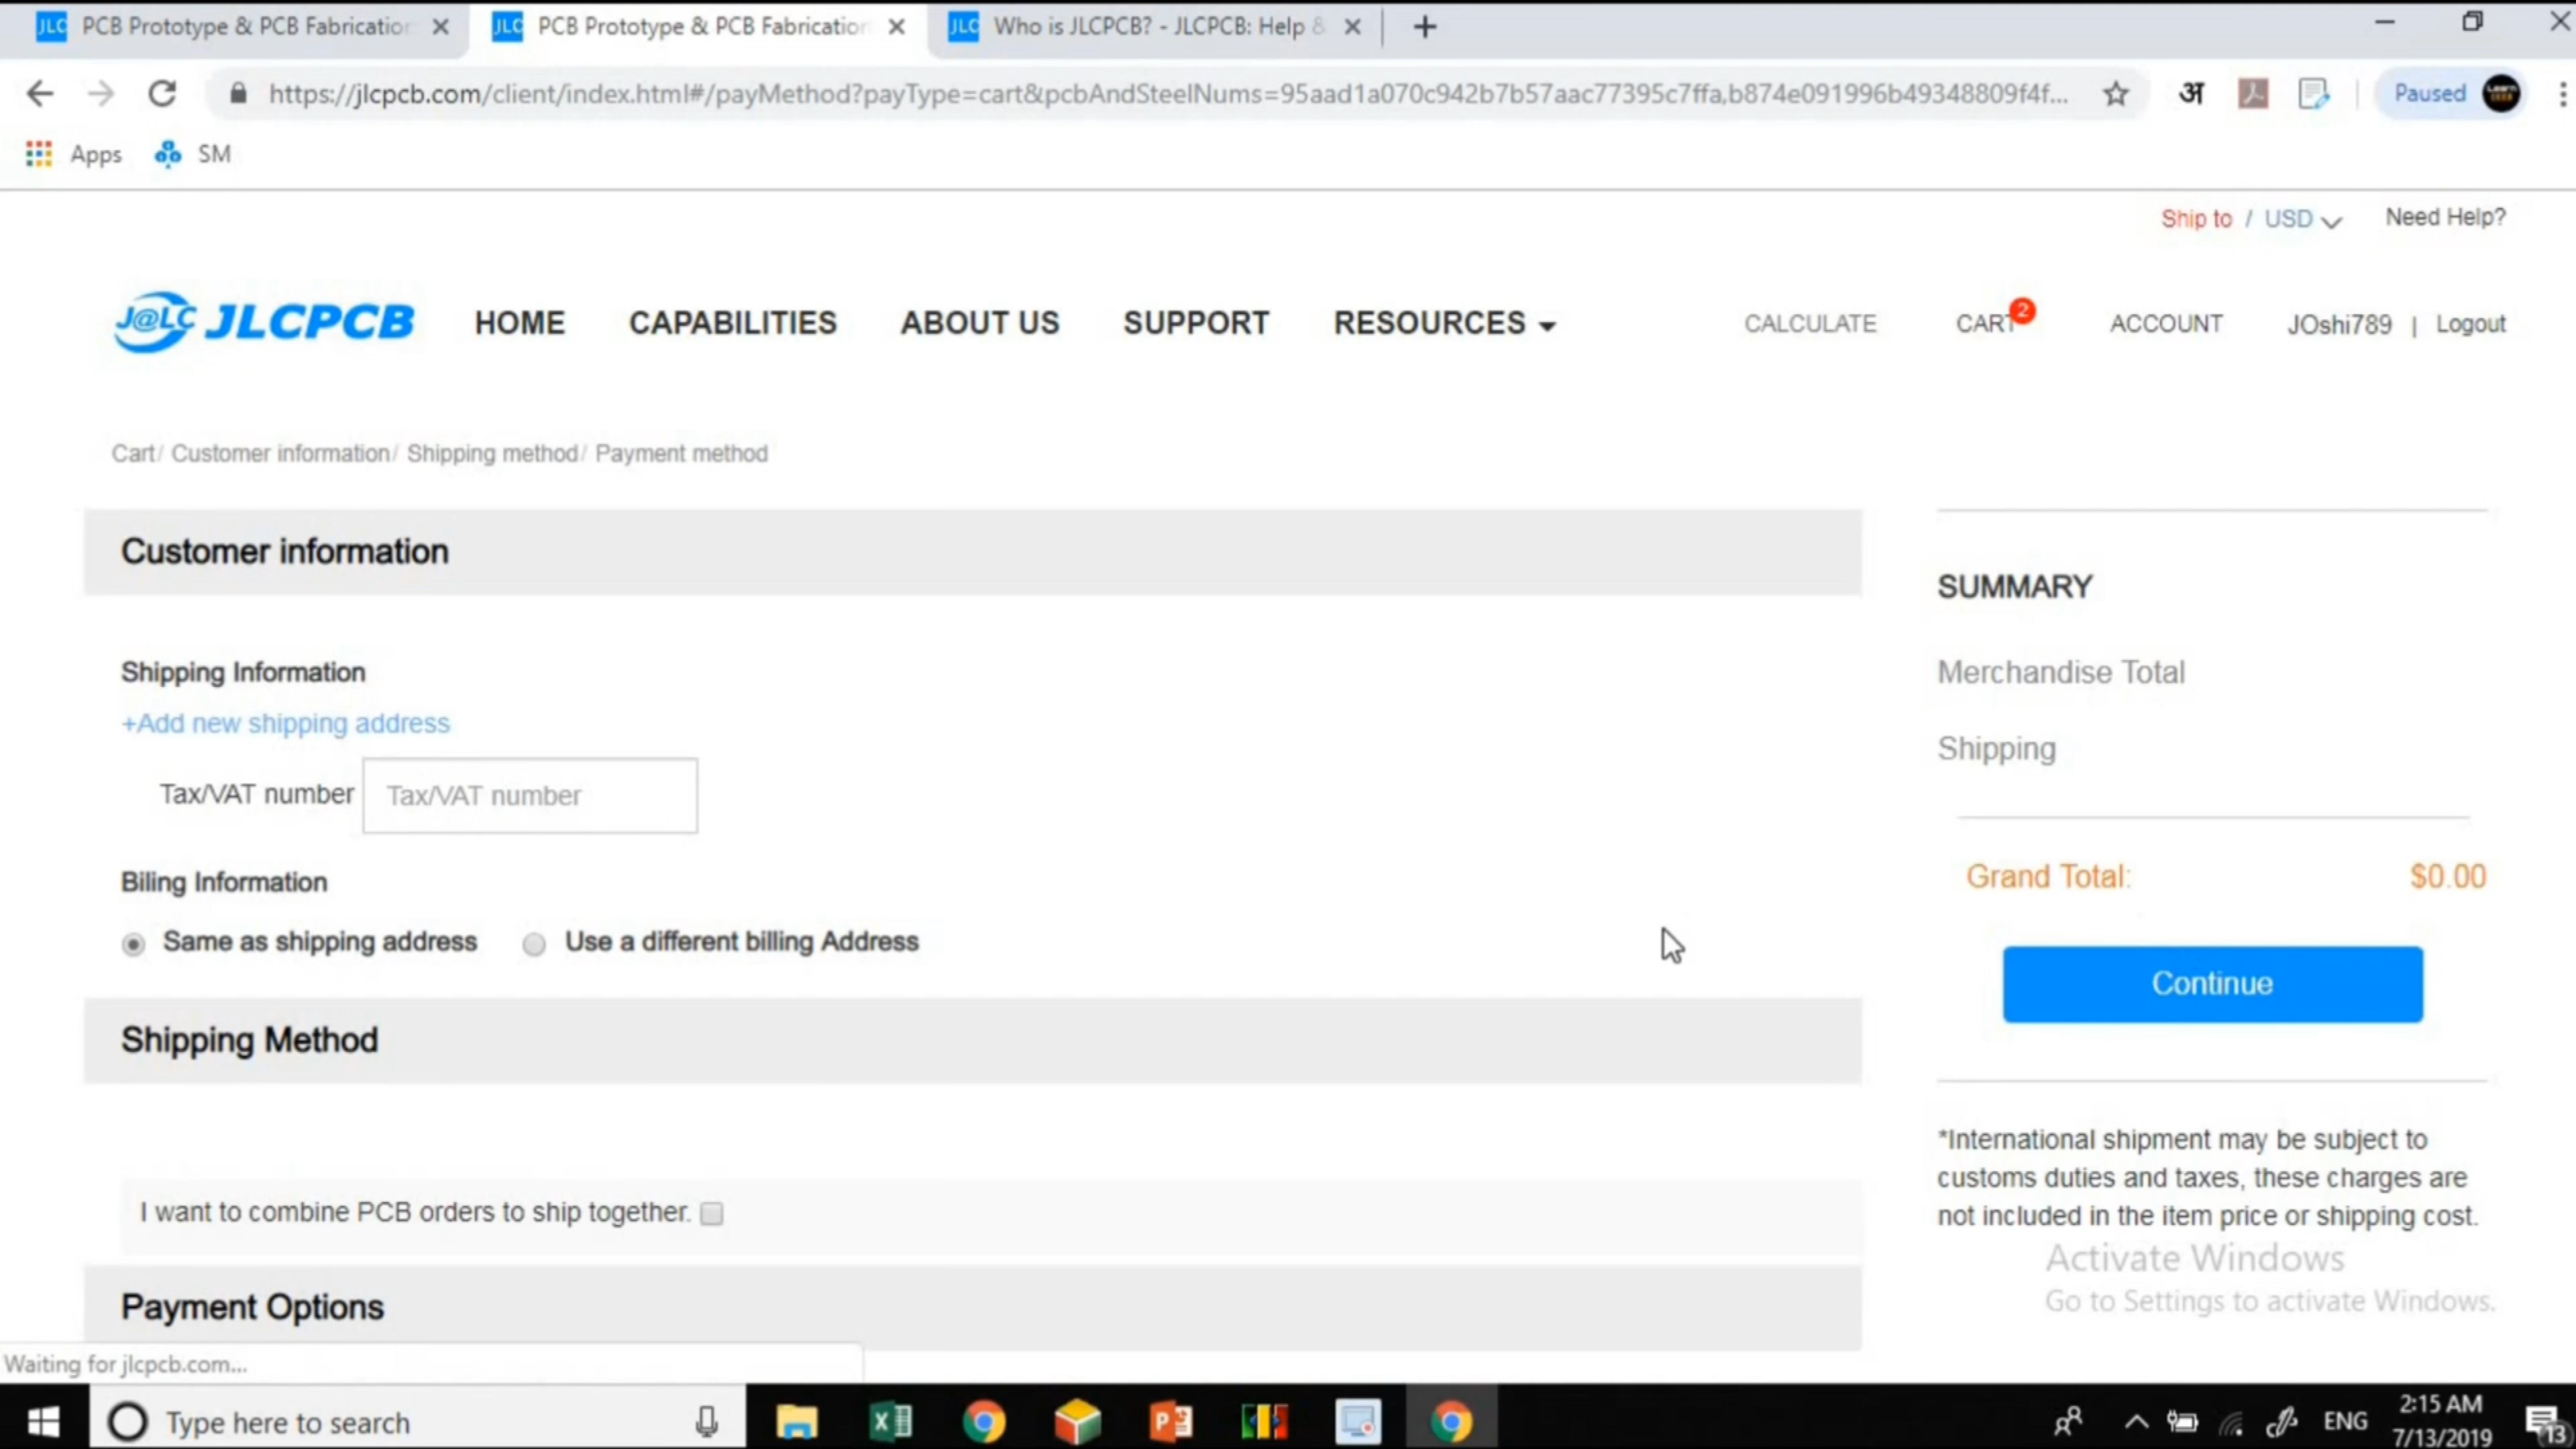 JLC PCB Prototype & PCB Fabrication
JLC PCB Prototype & PCB Fabrication
JLC Who is JLCPCB? - JLCPCB: Help &
https://jlcpcb.com/client/index.html#/payMethod?payType=cart&pcbAndSteelNums=95aad1a070c942b7b57aac77395c7ffa,b874e091996b49348809f4f...
अ
Paused
Apps SM
Ship to / USD Need Help?
J@LC JLCPCB HOME CAPABILITIES ABOUT US SUPPORT RESOURCES CALCULATE CART 2 ACCOUNT JOshi789 | Logout
Cart/ Customer information/ Shipping method/ Payment method
Customer information
Shipping Information
+Add new shipping address
Tax/VAT number Tax/VAT number
Biling Information
Same as shipping address Use a different billing Address
Shipping Method
I want to combine PCB orders to ship together.
Payment Options
SUMMARY
Merchandise Total
Shipping
Grand Total: $0.00
Continue
*International shipment may be subject to
customs duties and taxes, these charges are
not included in the item price or shipping cost.
Activate Windows
Go to Settings to activate Windows.
Waiting for jlcpcb.com...
Type here to search
ENG
2:15 AM
7/13/2019
13